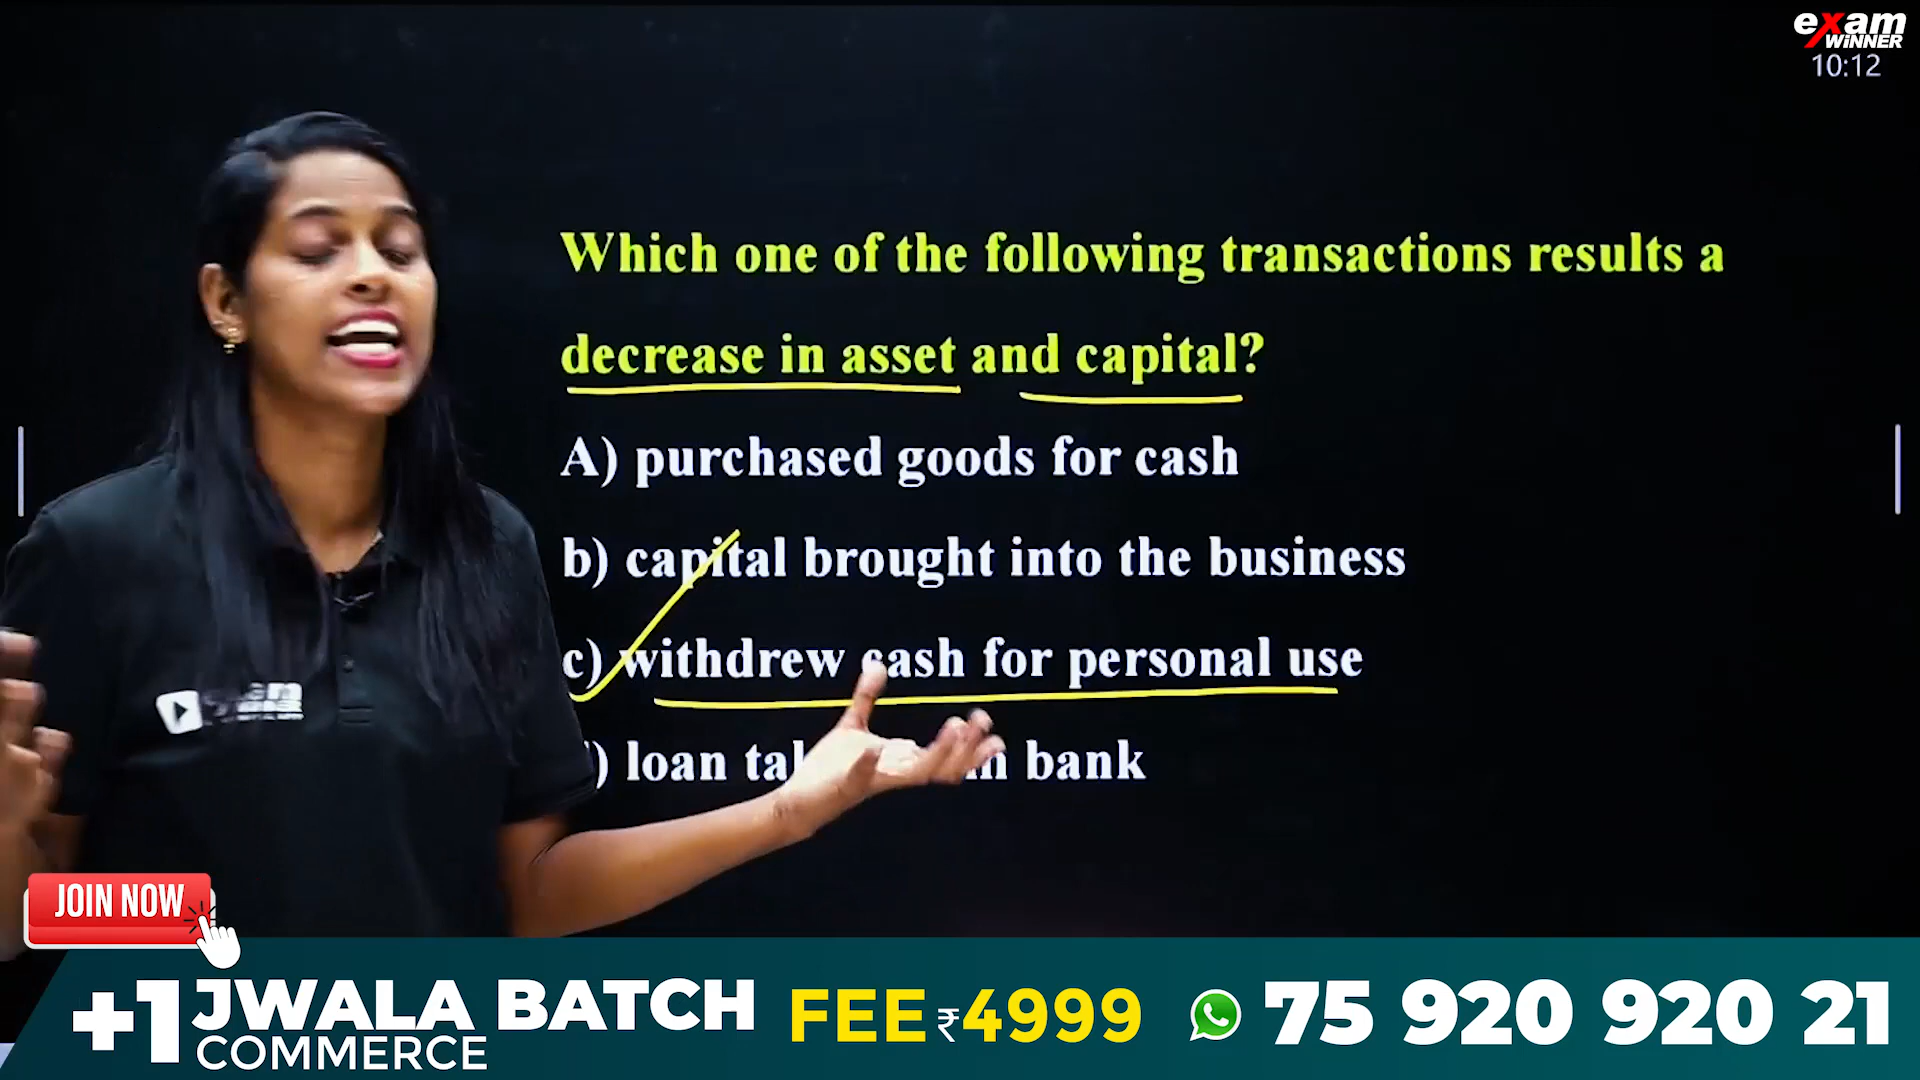 exam
WiNNER
10:12
Which one of the following transactions results a
decrease in asset and capital?
A) purchased goods for cash
b) capital brought into the business
c) withdrew cash for personal use
) loan bank
JOIN NOW
+1 JWALA BATCH
COMMERCE
FEE ₹4999
75 920 920 21